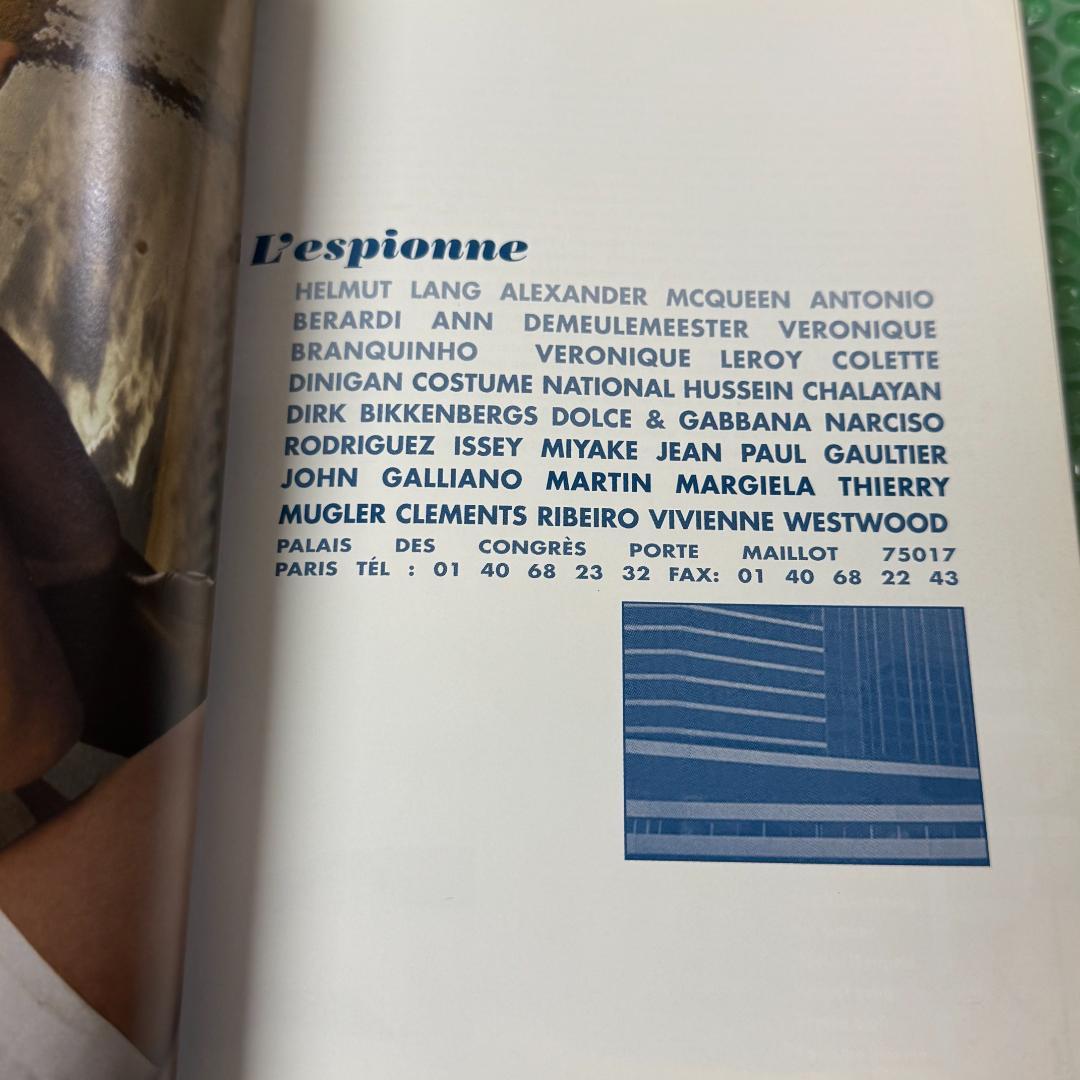 L'espionne
HELMUT LANG ALEXANDER MCQUEEN ANTONIO
BERARDI ANN DEMEULEMEESTER VERONIQUE
BRANQUINHO VERONIQUE LEROY COLETTE
DINIGAN COSTUME NATIONAL HUSSEIN CHALAYAN
DIRK BIKKENBERGS DOLCE & GABBANA NARCISO
RODRIGUEZ ISSEY MIYAKE JEAN PAUL GAULTIER
JOHN GALLIANO MARTIN MARGIELA THIERRY
MUGLER CLEMENTS RIBEIRO VIVIENNE WESTWOOD
PALAIS DES CONGRÈS PORTE MAILLOT 75017
PARIS TÉL : 01 40 68 23 32 FAX: 01 40 68 22 43